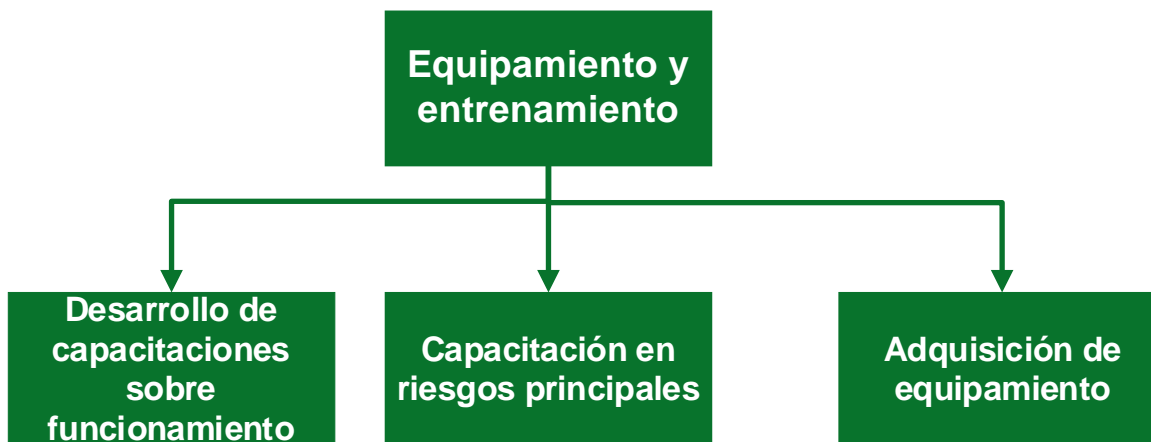 Equipamiento y
entrenamiento
Desarrollo de
capacitaciones
sobre
funcionamiento
Capacitación en
riesgos principales
Adquisición de
equipamiento